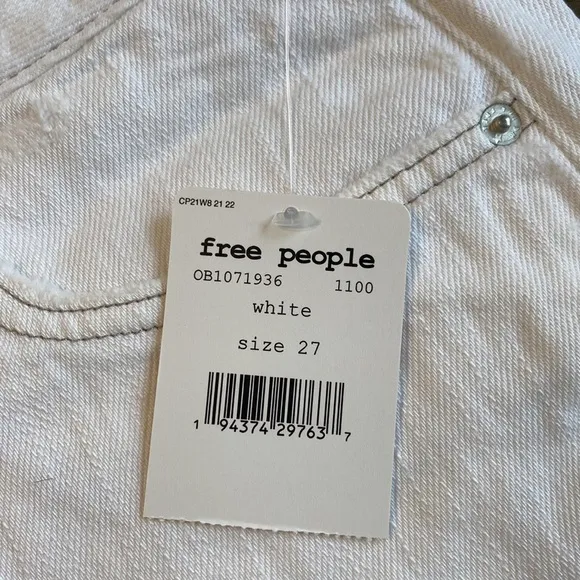 CP21W8 21 22
free people
OB1071936 1100
white
size 27
1 94374 29763 7